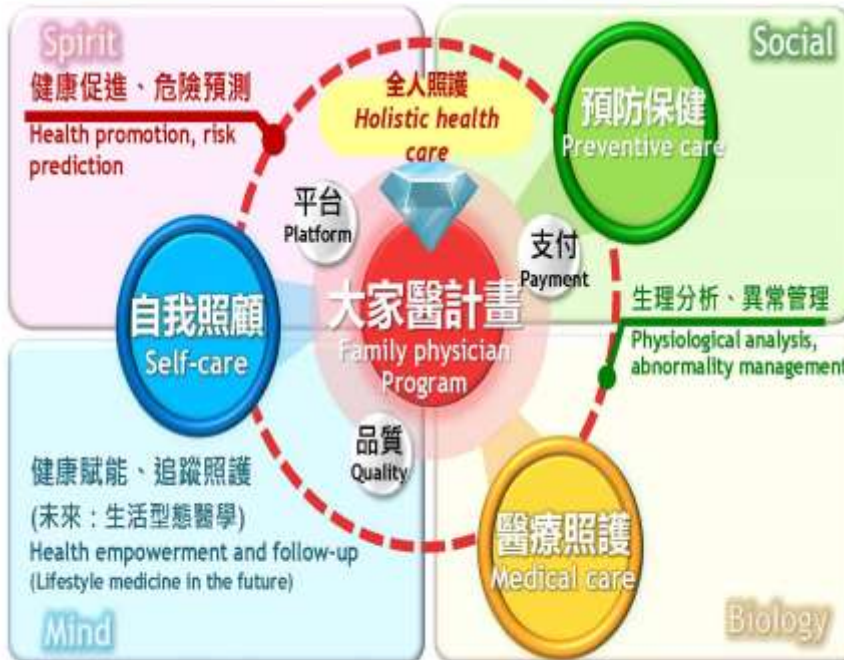 Spirit
健康促進、危險預測
Health promotion, risk
prediction
全人照護
Holistic health
care
Social
預防保健
Preventive care
平台
Platform
支付
Payment
自我照顧
Self-care
大家醫計畫
Family physician
Program
生理分析、異常管理
Physiological analysis,
abnormality management
品質
Quality
健康賦能、追蹤照護
(未來：生活型態醫學)
Health empowerment and follow-up
(Lifestyle medicine in the future)
Mind
醫療照護
Medical care
Biology